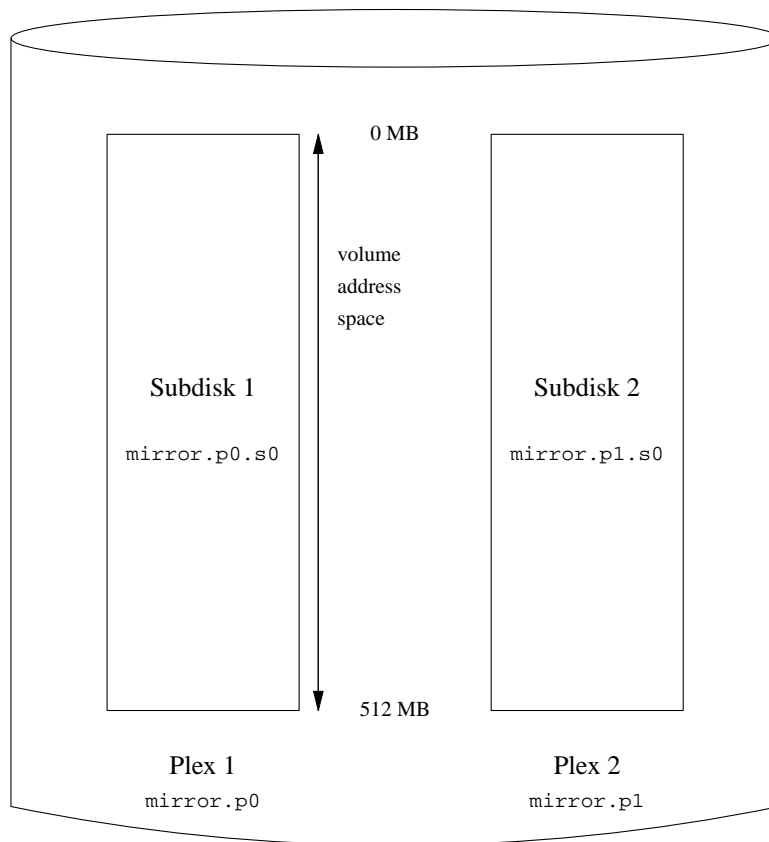 0 MB
volume
address
space
Subdisk 1
mirror.p0.s0
Subdisk 2
mirror.p1.s0
512 MB
Plex 1
mirror.p0
Plex 2
mirror.p1